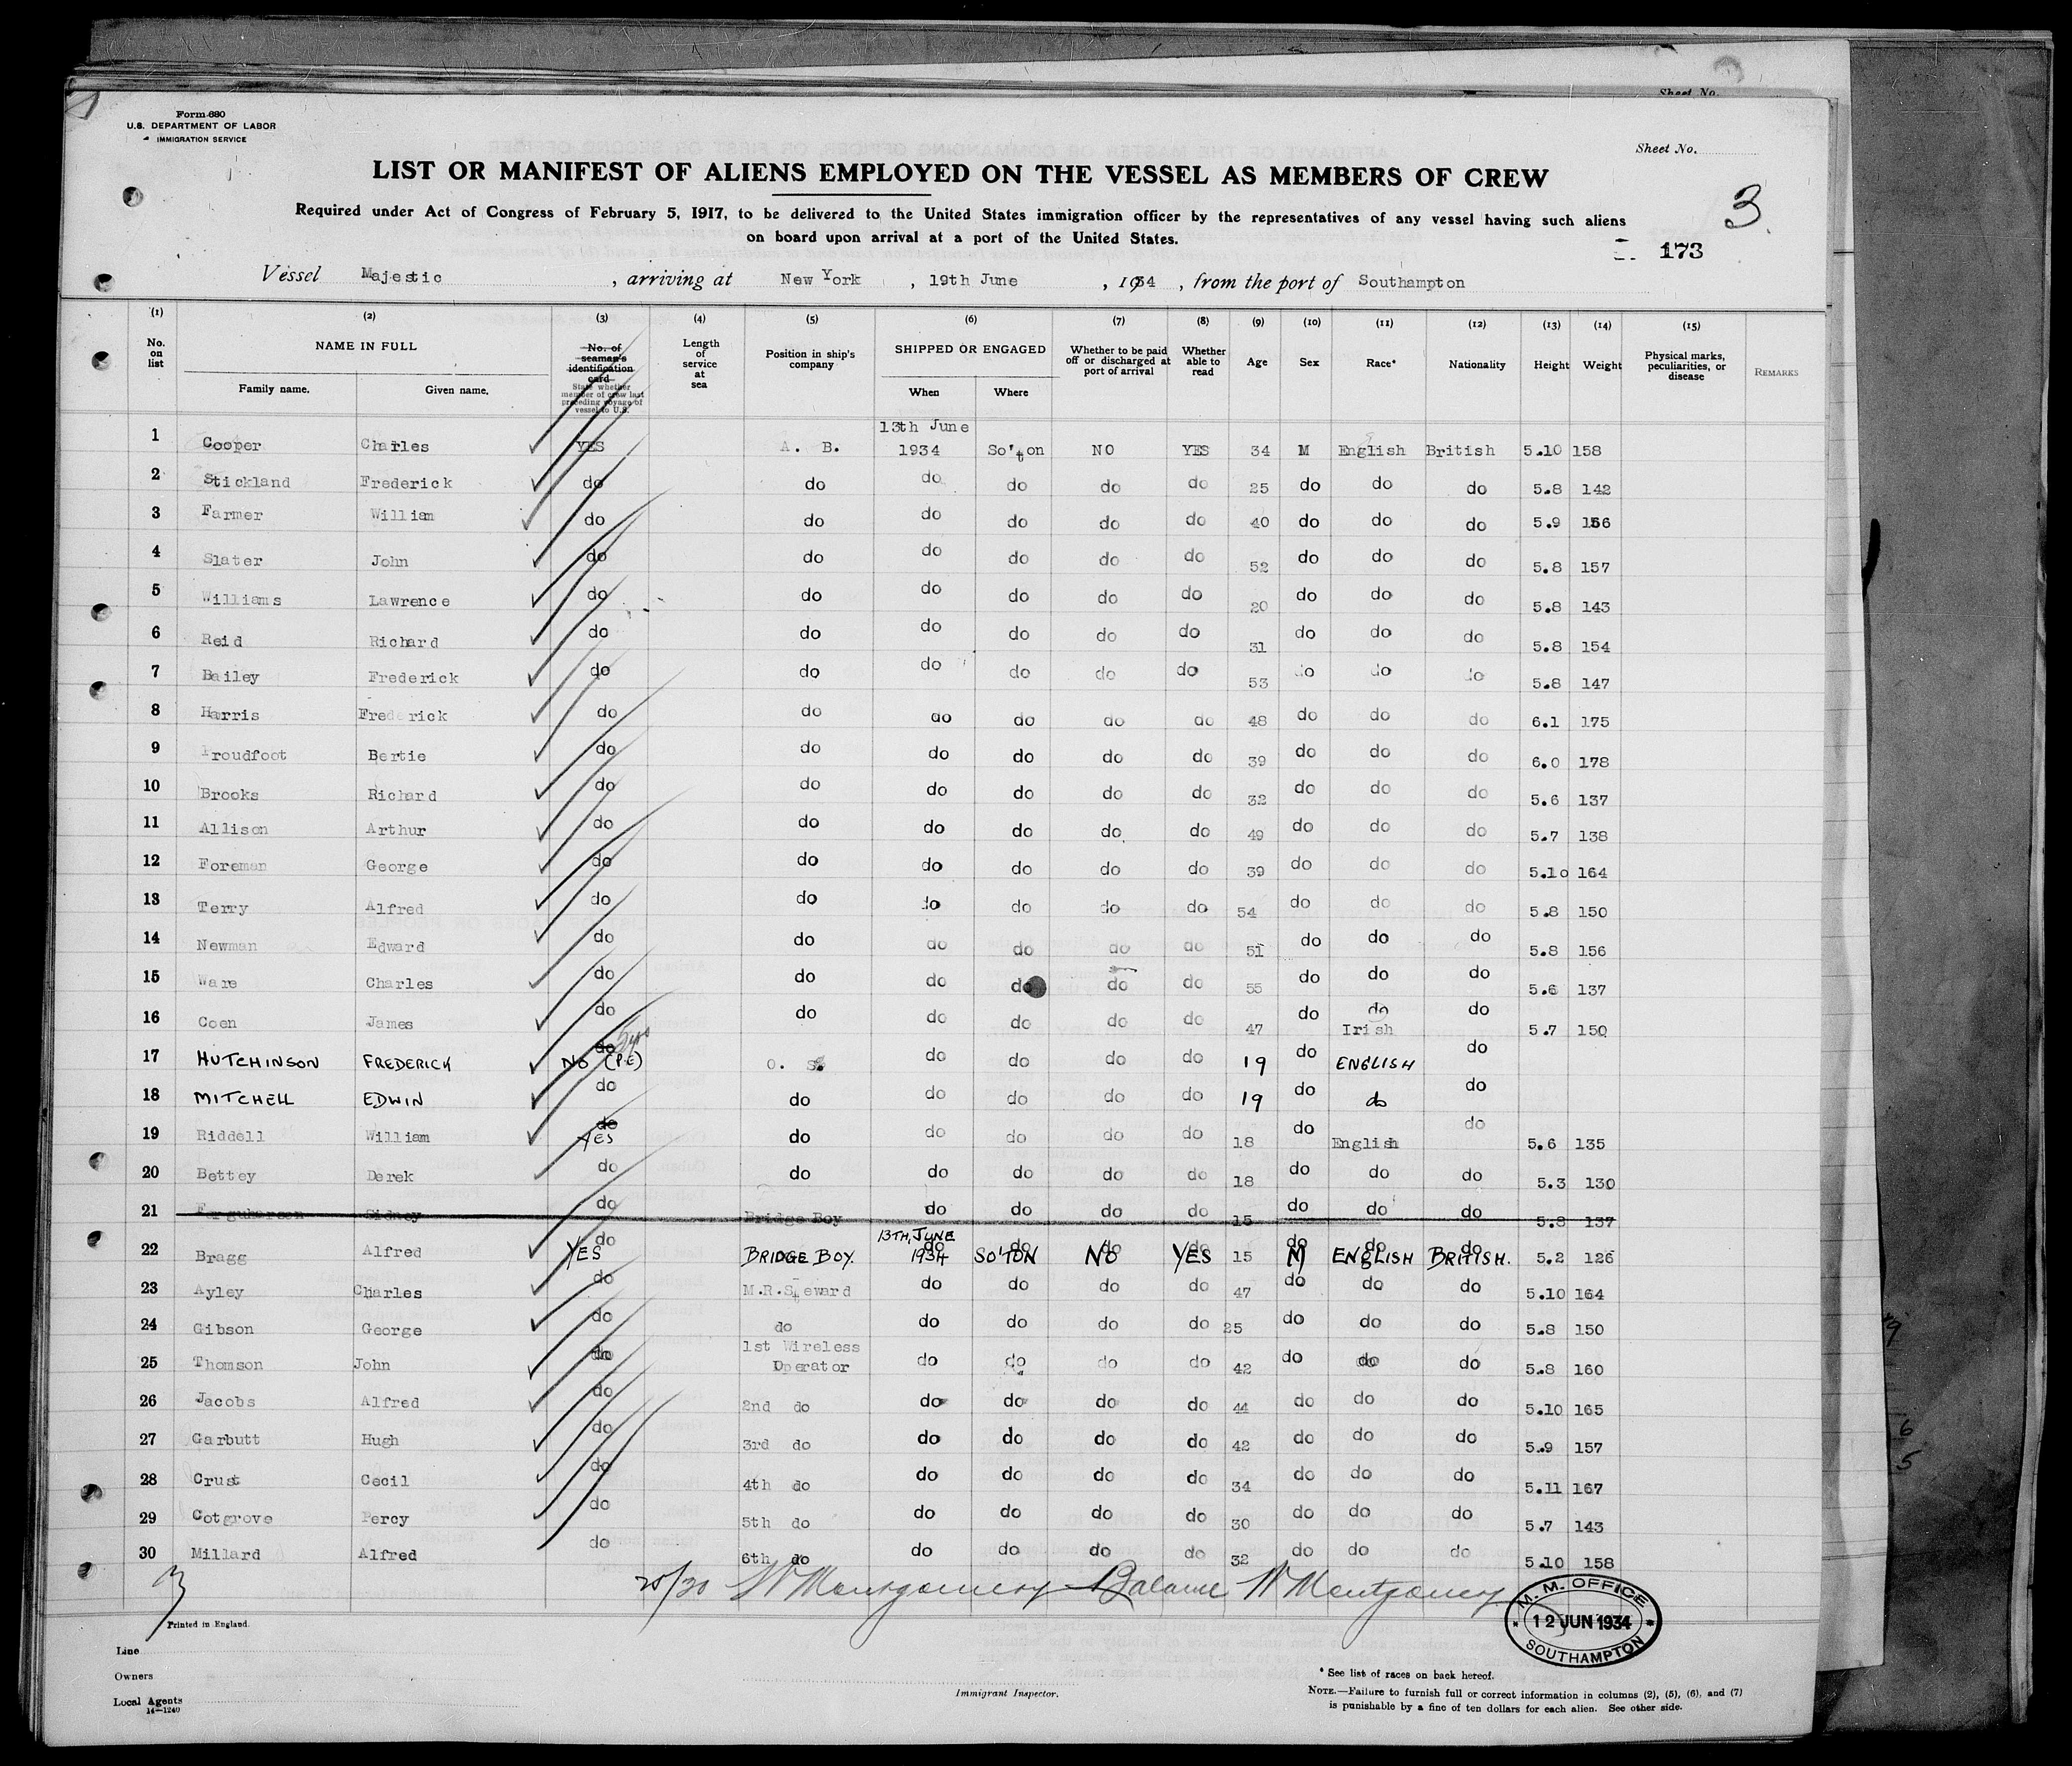 Sheet No.
Form 680
U.S. DEPARTMENT OF LABOR
IMMIGRATION SERVICE
Sheet No.
LIST OR MANIFEST OF ALIENS EMPLOYED ON THE VESSEL AS MEMBERS OF CREW
3
Required under Act of Congress of February 5, 1917, to be delivered to the United States immigration officer by the representatives of any vessel having such aliens
on board upon arrival at a port of the United States.
173
Vessel Majestic , arriving at New York , 19th June , 1934 , from the port of Southampton
(1) (2) (3) (4) (5) (6) (7) (8) (9) (10) (11) (12) (13) (14) (15)
No. on list NAME IN FULL Family name. Given name. No. of seaman's identification card State whether member of crew last preceding voyage of vessel to U.S. Length of service at sea Position in ship's company SHIPPED OR ENGAGED When Where Whether to be paid off or discharged at port of arrival Whether able to read Age Sex Race* Nationality Height Weight Physical marks, peculiarities, or disease REMARKS
1 Cooper Charles YES A. B. 13th June 1934 So'ton NO YES 34 M English British 5.10 158
2 Stickland Frederick do do do do do do 25 do do do 5.8 142
3 Farmer William do do do do do do 40 do do do 5.9 156
4 Slater John do do do do do do 52 do do do 5.8 157
5 Williams Lawrence do do do do do do 20 do do do 5.8 143
6 Reid Richard do do do do do do 31 do do do 5.8 154
7 Bailey Frederick do do do do do do 53 do do do 5.8 147
8 Harris Frederick do do do do do do 48 do do do 6.1 175
9 Proudfoot Bertie do do do do do do 39 do do do 6.0 178
10 Brooks Richard do do do do do do 32 do do do 5.6 137
11 Allison Arthur do do do do do do 49 do do do 5.7 138
12 Foreman George do do do do do do 39 do do do 5.10 164
13 Terry Alfred do do do do do do 54 do do do 5.8 150
14 Newman Edward do do do do do do 51 do do do 5.8 156
15 Ware Charles do do do do do do 55 do do do 5.6 137
16 Coen James do do do do do do 47 do do Irish do 5.7 150
17 HUTCHINSON FREDERICK do NO (P.E) O. S. do do do do 19 do ENGLISH do
18 MITCHELL EDWIN do do do do do do 19 do do do
19 Riddell William do YES do do do do do 18 do English do 5.6 135
20 Bettey Derek do do do do do do 18 do do do 5.3 130
21 Sidney do Bridge Boy do do do do 15 do do do 5.8 137
22 Bragg Alfred do YES BRIDGE BOY. 13TH JUNE 1934 do SO'TON do NO do YES do 15 M do ENGLISH do BRITISH. do 5.2 126
23 Ayley Charles do M.R.Steward do do do do 47 do do do 5.10 164
24 Gibson George do do do do do do 25 do do do 5.8 150
25 Thomson John do 1st Wireless Operator do do do do 42 do do do 5.8 160
26 Jacobs Alfred do 2nd do do do do do 44 do do do 5.10 165
27 Garbutt Hugh do 3rd do do do do do 42 do do do 5.9 157
28 Crust Cecil do 4th do do do do do 34 do do do 5.11 167
29 Cotgrove Percy do 5th do do do do do 30 do do do 5.7 143
30 Millard Alfred do 6th do do do do do 32 do do do 5.10 158
W Montgomery Balance W Montgomery
M. M. OFFICE
12 JUN 1934
SOUTHAMPTON
Printed in England.
Line
Owners
Local Agents
14—1240
Immigrant Inspector.
* See list of races on back hereof.
NOTE.—Failure to furnish full or correct information in columns (2), (5), (6), and (7)
is punishable by a fine of ten dollars for each alien. See other side.